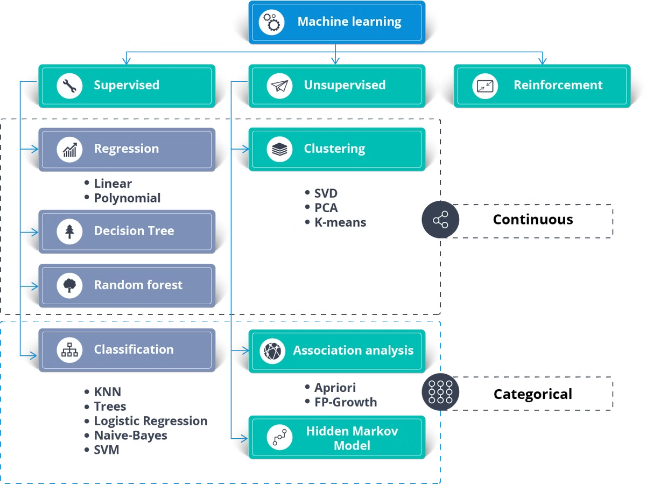 Machine learning
Supervised
Unsupervised
Reinforcement
Regression
Linear
Polynomial
Decision Tree
Random forest
Clustering
SVD
PCA
K-means
Continuous
Classification
KNN
Trees
Logistic Regression
Naive-Bayes
SVM
Association analysis
Apriori
FP-Growth
Hidden Markov
Model
Categorical